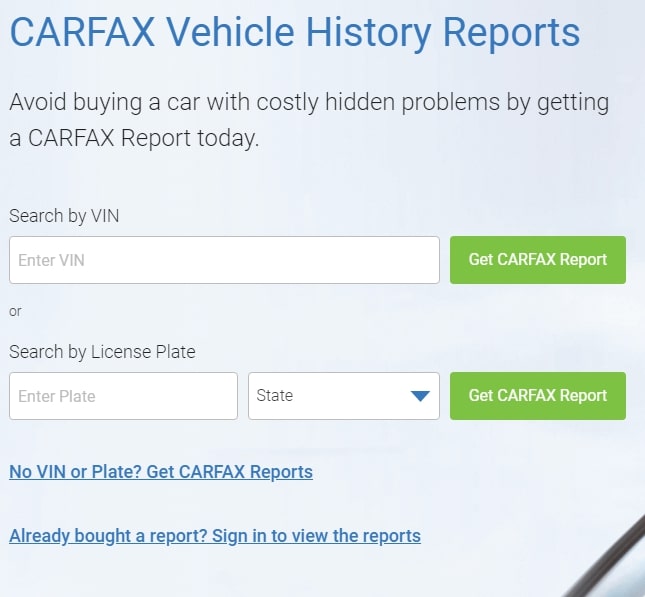 CARFAX Vehicle History Reports
Avoid buying a car with costly hidden problems by getting
a CARFAX Report today.
Search by VIN
Enter VIN
Get CARFAX Report
or
Search by License Plate
Enter Plate
State
Get CARFAX Report
No VIN or Plate? Get CARFAX Reports
Already bought a report? Sign in to view the reports